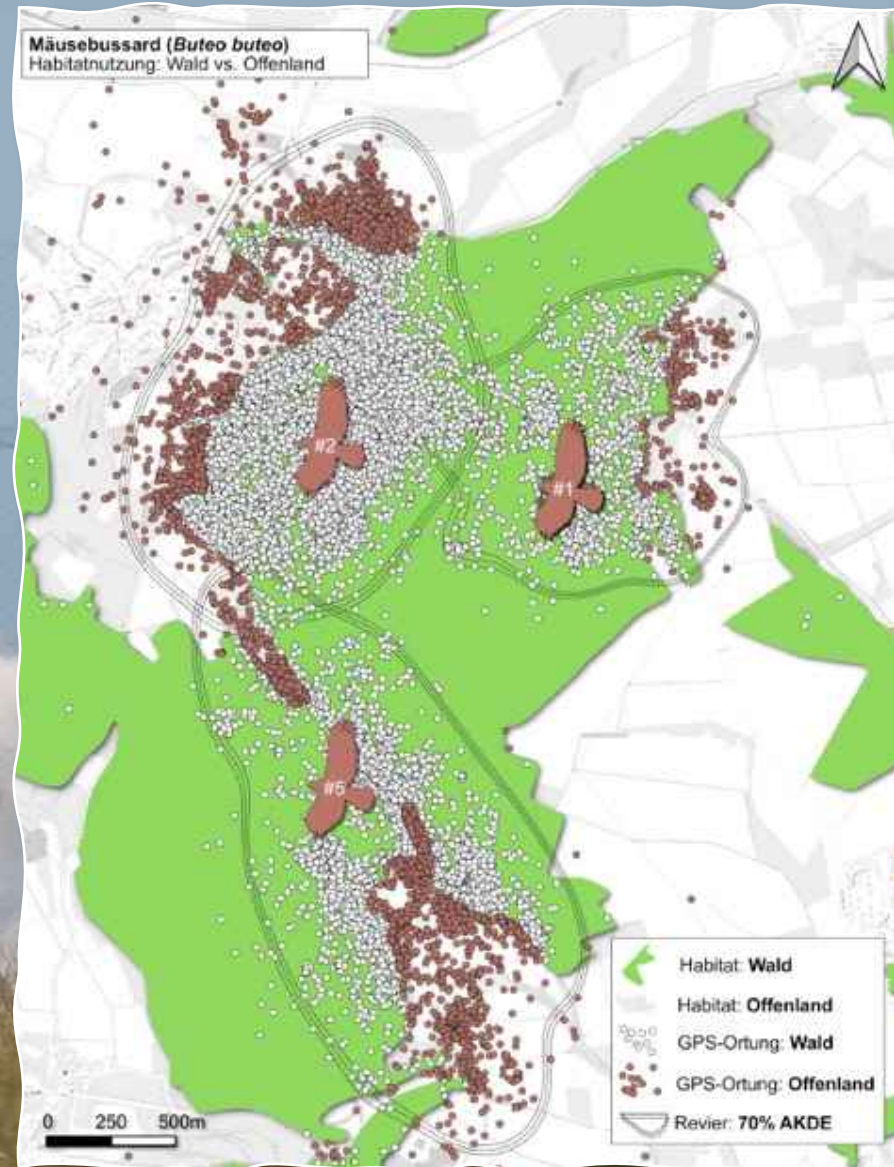 Mäusebussard (Buteo buteo)
Habitatnutzung: Wald vs. Offenland
#2
#1
#5
Habitat: Wald
Habitat: Offenland
GPS-Ortung: Wald
GPS-Ortung: Offenland
Revier: 70% AKDE
0 250 500m